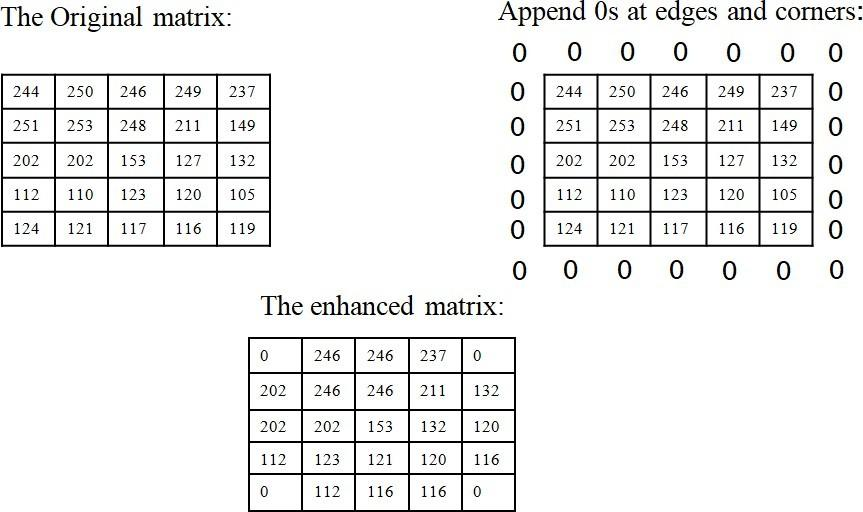 The Original matrix:
244 250 246 249 237
251 253 248 211 149
202 202 153 127 132
112 110 123 120 105
124 121 117 116 119
Append 0s at edges and corners:
0 0 0 0 0 0 0
0 244 250 246 249 237 0
0 251 253 248 211 149 0
0 202 202 153 127 132 0
0 112 110 123 120 105 0
0 124 121 117 116 119 0
0 0 0 0 0 0 0
The enhanced matrix:
0 246 246 237 0
202 246 246 211 132
202 202 153 132 120
112 123 121 120 116
0 112 116 116 0